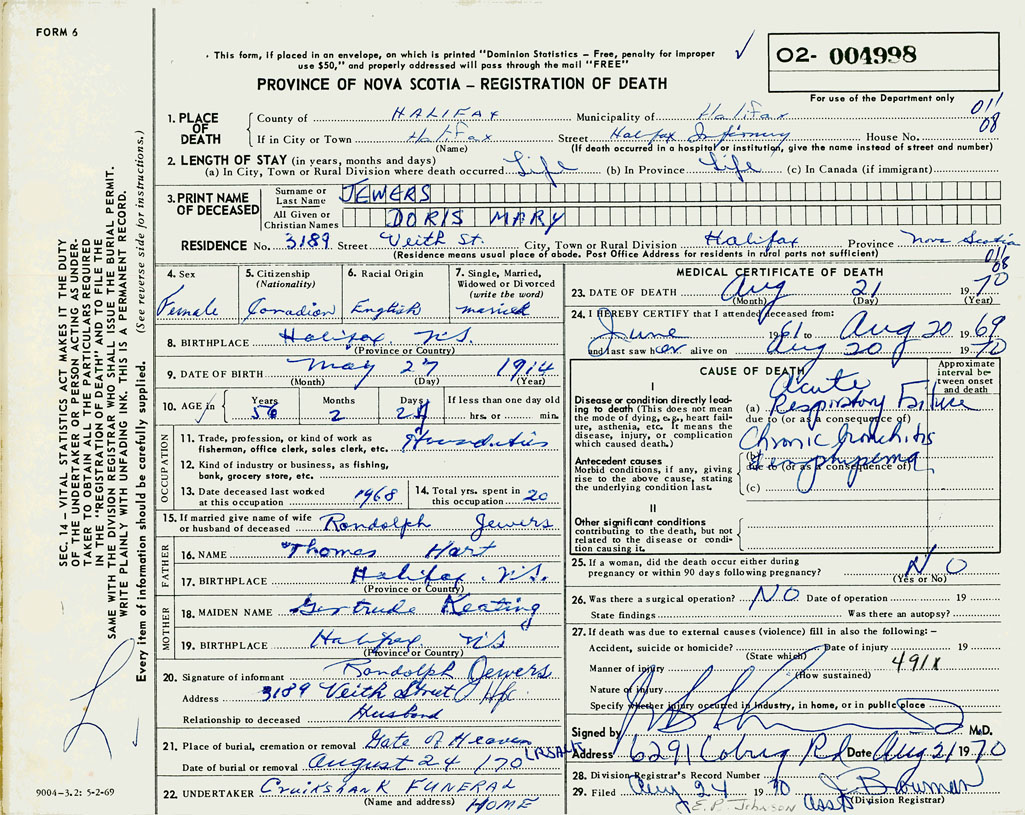 FORM 6
. This form, if placed in an envelope, on which is printed "Dominion Statistics – Free, penalty for improper
use $50," and properly addressed will pass through the mail "FREE"
✓
O2- 004998
PROVINCE OF NOVA SCOTIA – REGISTRATION OF DEATH
For use of the Department only
011
08
1. PLACE OF DEATH County of HALIFAX Municipality of Halifax
If in City or Town Halifax Street Halifax Infirmary House No.
(Name) (If death occurred in a hospital or institution, give the name instead of street and number)
2. LENGTH OF STAY (in years, months and days)
(a) In City, Town or Rural Division where death occurred Life (b) In Province Life (c) In Canada (if immigrant)
3. PRINT NAME OF DECEASED Surname or Last Name JEWERS
All Given or Christian Names DORIS MARY
RESIDENCE No. 3189 Street Veith St. City, Town or Rural Division Halifax Province Nova Scotia
(Residence means usual place of abode. Post Office Address for residents in rural parts not sufficient)
011
08
4. Sex Female
5. Citizenship (Nationality) Canadian
6. Racial Origin English
7. Single, Married, Widowed or Divorced (write the word) married
8. BIRTHPLACE Halifax, N.S.
(Province or Country)
9. DATE OF BIRTH May 27 1914
(Month) (Day) (Year)
10. AGE in Years 56 Months 2 Days If less than one day old hrs. or min.
OCCUPATION
11. Trade, profession, or kind of work as
fisherman, office clerk, sales clerk, etc.
12. Kind of industry or business, as fishing,
bank, grocery store, etc.
13. Date deceased last worked at this occupation 1968 14. Total yrs. spent in this occupation 20
15. If married give name of wife or husband of deceased Randolph Jewers
FATHER
16. NAME Thomas Hart
17. BIRTHPLACE Halifax, N.S.
(Province or Country)
MOTHER
18. MAIDEN NAME Gertrude Keating
19. BIRTHPLACE Halifax N.S
(Province or Country)
20. Signature of informant Randolph Jewers
Address 3189 Veith Street Hfx
Relationship to deceased Husband
21. Place of burial, cremation or removal Gate of Heaven
Date of burial or removal August 24 /70
22. UNDERTAKER Cruikshank FUNERAL HOME
(Name and address)
MEDICAL CERTIFICATE OF DEATH
23. DATE OF DEATH Aug 21 1970
(Month) (Day) (Year)
24. I HEREBY CERTIFY that I attended deceased from:
June 1961 to Aug 20 1969
and last saw her alive on Aug 20 1970
CAUSE OF DEATH
Approximate interval between onset and death
I
Disease or condition directly leading to death (This does not mean the mode of dying, e.g., heart failure, asthenia, etc. It means the disease, injury, or complication which caused death.)
(a) Acute Respiratory Failure
due to (or as a consequence of)
Antecedent causes
Morbid conditions, if any, giving rise to the above cause, stating the underlying condition last.
(b) Chronic bronchitis
Emphysema
due to (or as a consequence of)
(c)
II
Other significant conditions
contributing to the death, but not related to the disease or condition causing it.
25. If a woman, did the death occur either during
pregnancy or within 90 days following pregnancy? NO
(Yes or No)
26. Was there a surgical operation? NO Date of operation 19
State findings Was there an autopsy?
27. If death was due to external causes (violence) fill in also the following: –
Accident, suicide or homicide? Date of injury 19
(State which)
Manner of injury 491x
(How sustained)
Nature of injury
Specify whether injury occurred in industry, in home, or in public place
Signed by M.D.
Address 6291 Coburg Rd Date Aug 21 1970
28. Division Registrar's Record Number
29. Filed Aug 24 1970 Bowman
(Division Registrar)
E.P. Johnson asst
SEC. 14 – VITAL STATISTICS ACT MAKES IT THE DUTY
OF THE UNDERTAKER OR PERSON ACTING AS UNDER-
TAKER TO OBTAIN ALL THE PARTICULARS REQUIRED
IN THE "REGISTRATION OF DEATH" AND TO FILE THE
SAME WITH THE DIVISION REGISTRAR WHO SHALL ISSUE THE BURIAL PERMIT.
WRITE PLAINLY WITH UNFADING INK. THIS IS A PERMANENT RECORD.
Every item of information should be carefully supplied. (See reverse side for instructions.)
9004-3.2: 5-2-69